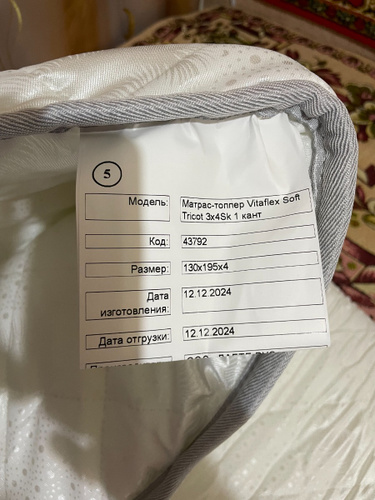 5
Модель: Матрас-топпер Vitaflex Soft
Tricot 3x4Sk 1 кант
Код: 43792
Размер: 130x195x4
Дата 12.12.2024
изготовления:
Дата отгрузки: 12.12.2024